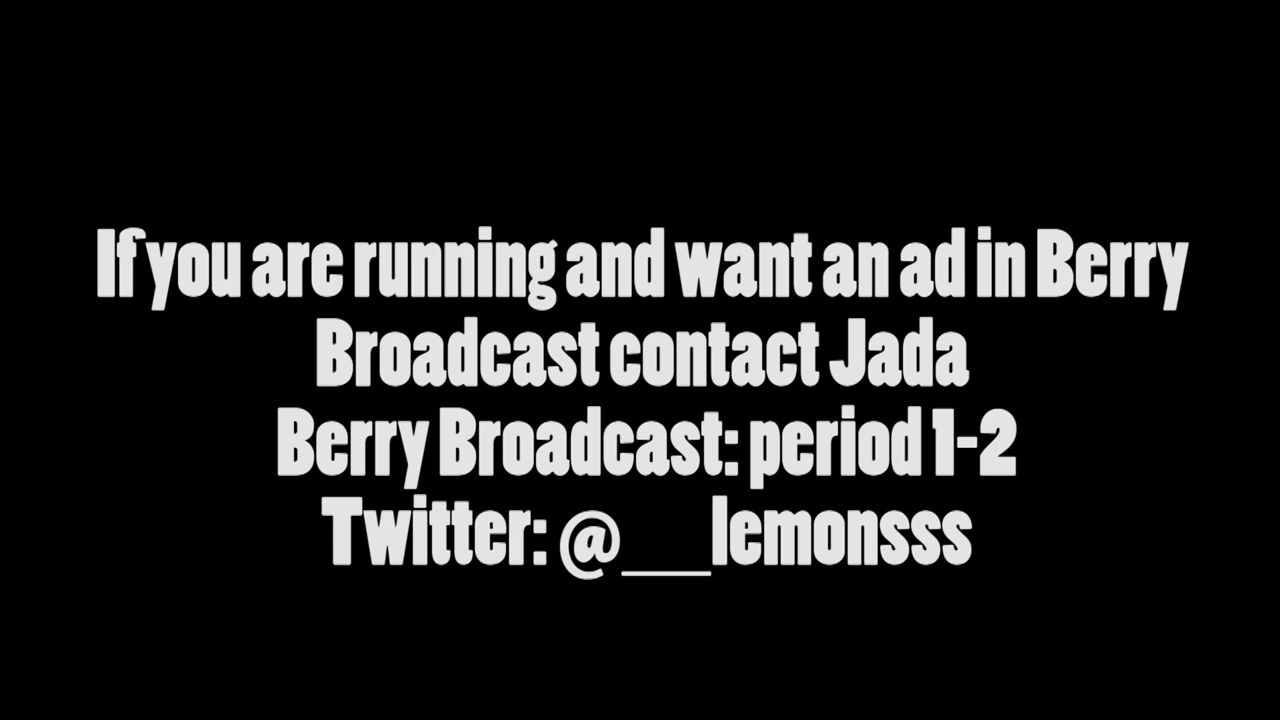 If you are running and want an ad in Berry
Broadcast contact Jada
Berry Broadcast: period 1-2
Twitter: @___lemonsss